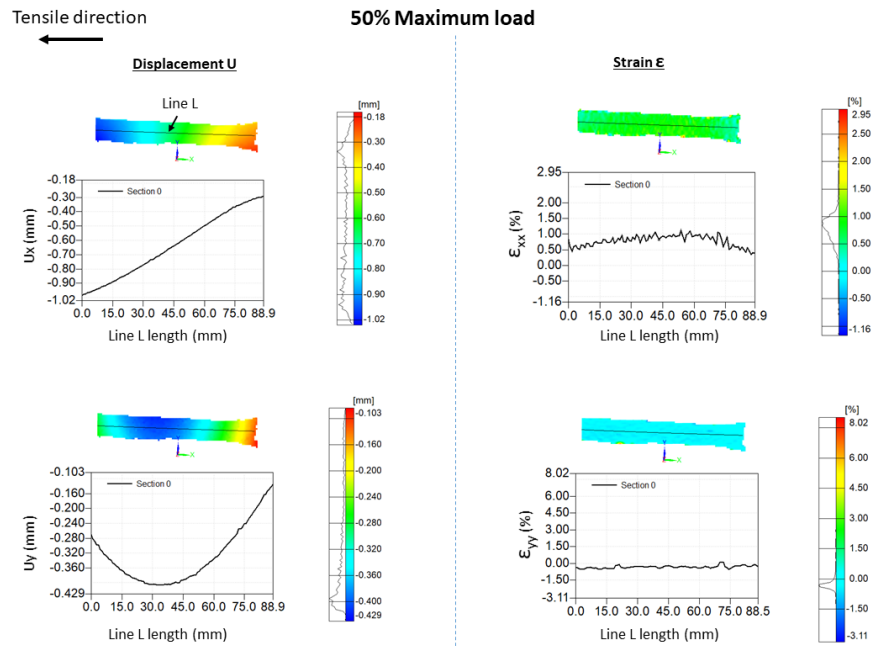 Tensile direction
50% Maximum load
Displacement U
Line L
[mm]
-0.18
-0.30
-0.40
-0.50
-0.60
-0.70
-0.80
-0.90
-1.02
Y
X
-0.18
-0.30
-0.40
-0.50
-0.60
-0.70
-0.80
-0.90
-1.02
Section 0
Ux (mm)
0.0 15.0 30.0 45.0 60.0 75.0 88.9
Line L length (mm)
[mm]
-0.103
-0.160
-0.200
-0.240
-0.280
-0.320
-0.360
-0.400
-0.429
Y
X
-0.103
-0.160
-0.200
-0.240
-0.280
-0.320
-0.360
-0.429
Section 0
Uy (mm)
0.0 15.0 30.0 45.0 60.0 75.0 88.9
Line L length (mm)
Strain ε
[%]
2.95
2.50
2.00
1.50
1.00
0.50
0.00
-0.50
-1.16
Y
X
2.95
2.00
1.50
1.00
0.50
0.00
-0.50
-1.16
Section 0
εxx (%)
0.0 15.0 30.0 45.0 60.0 75.0 88.9
Line L length (mm)
[%]
8.02
6.00
4.50
3.00
1.50
0.00
-1.50
-3.11
Y
X
8.02
6.00
4.50
3.00
1.50
0.00
-1.50
-3.11
Section 0
εyy (%)
0.0 15.0 30.0 45.0 60.0 75.0 88.5
Line L length (mm)